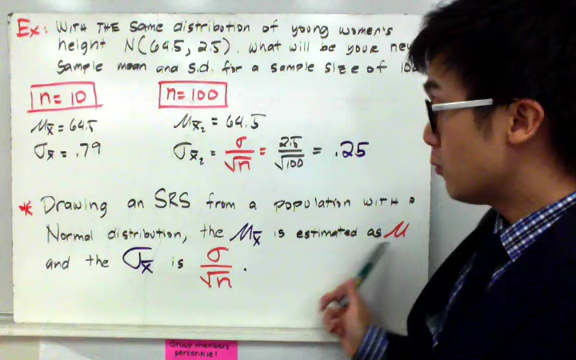 Ex: WITH THE same distribution of young women's
height N(64.5, 2.5). What will be your new
sample mean and s.d. for a sample size of 100
n=10 n=100
μx̄ = 64.5 μx̄₂ = 64.5
σx̄ = .79 σx̄₂ = σ/√n = 2.5/√100 = .25
* Drawing an SRS from a population WITH a
Normal distribution, the μx̄ is estimated as μ
and the σx̄ is σ/√n.
Group members
percentile!